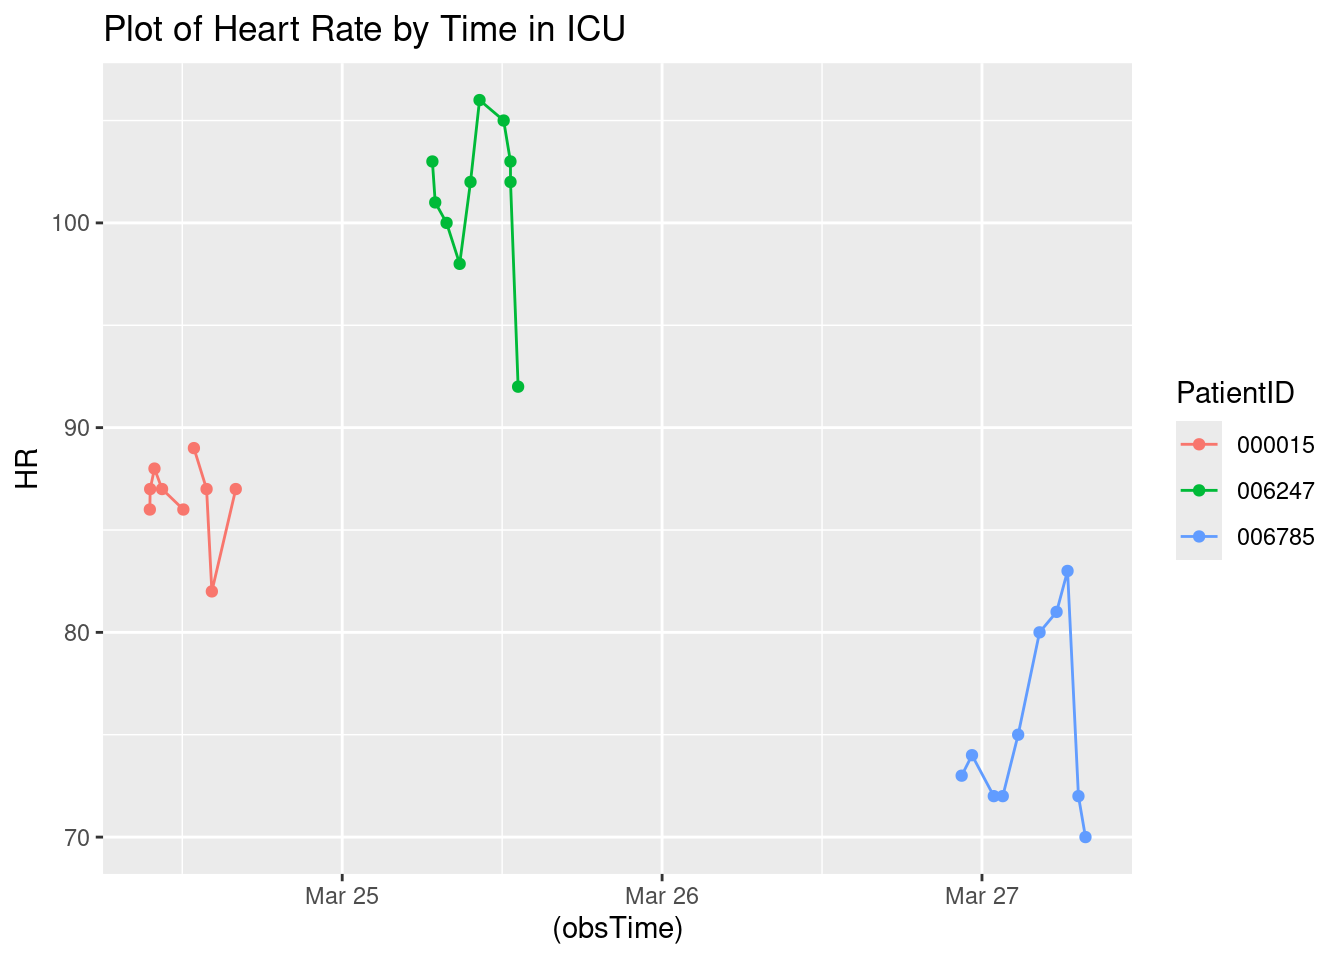 Plot of Heart Rate by Time in ICU
HR
100
90
80
70
Mar 25
Mar 26
Mar 27
(obsTime)
PatientID
000015
006247
006785